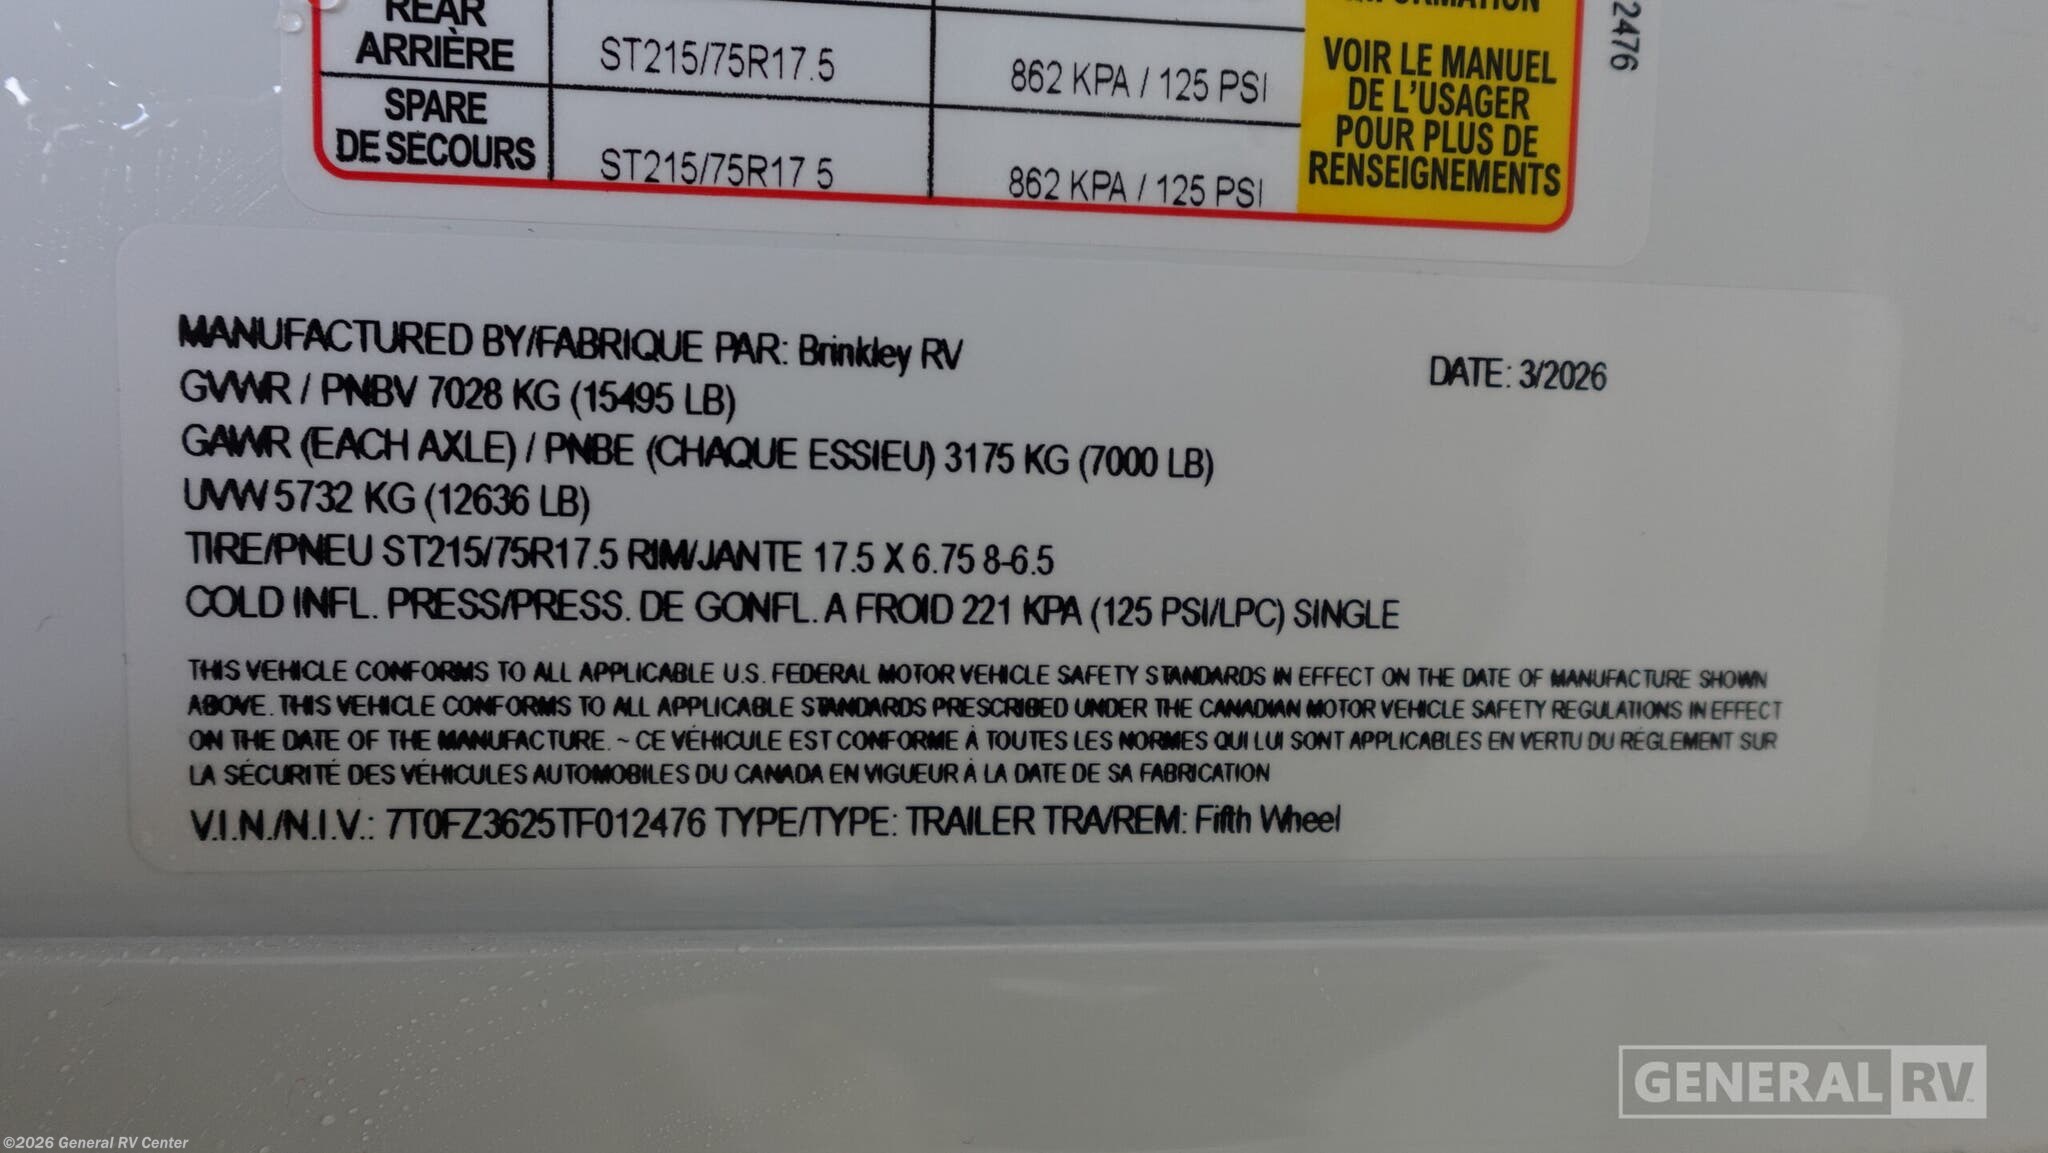 REAR
ARRIÈRE
ST215/75R17.5
862 KPA / 125 PSI
SPARE
DE SECOURS
ST215/75R17 5
862 KPA / 125 PSI
VOIR LE MANUEL
DE L'USAGER
POUR PLUS DE
RENSEIGNEMENTS
2476
MANUFACTURED BY/FABRIQUE PAR: Brinkley RV
DATE: 3/2026
GVWR / PNBV 7028 KG (15495 LB)
GAWR (EACH AXLE) / PNBE (CHAQUE ESSIEU) 3175 KG (7000 LB)
UVW 5732 KG (12636 LB)
TIRE/PNEU ST215/75R17.5 RIM/JANTE 17.5 X 6.75 8-6.5
COLD INFL. PRESS/PRESS. DE GONFL. A FROID 221 KPA (125 PSI/LPC) SINGLE
THIS VEHICLE CONFORMS TO ALL APPLICABLE U.S. FEDERAL MOTOR VEHICLE SAFETY STANDARDS IN EFFECT ON THE DATE OF MANUFACTURE SHOWN
ABOVE. THIS VEHICLE CONFORMS TO ALL APPLICABLE STANDARDS PRESCRIBED UNDER THE CANADIAN MOTOR VEHICLE SAFETY REGULATIONS IN EFFECT
ON THE DATE OF THE MANUFACTURE. ~ CE VÉHICULE EST CONFORME À TOUTES LES NORMES QUI LUI SONT APPLICABLES EN VERTU DU RÉGLEMENT SUR
LA SÉCURITÉ DES VÉHICULES AUTOMOBILES DU CANADA EN VIGUEUR À LA DATE DE SA FABRICATION
V.I.N./N.I.V.: 7T0FZ3625TF012476 TYPE/TYPE: TRAILER TRA/REM: Fifth Wheel
GENERAL RV
©2026 General RV Center